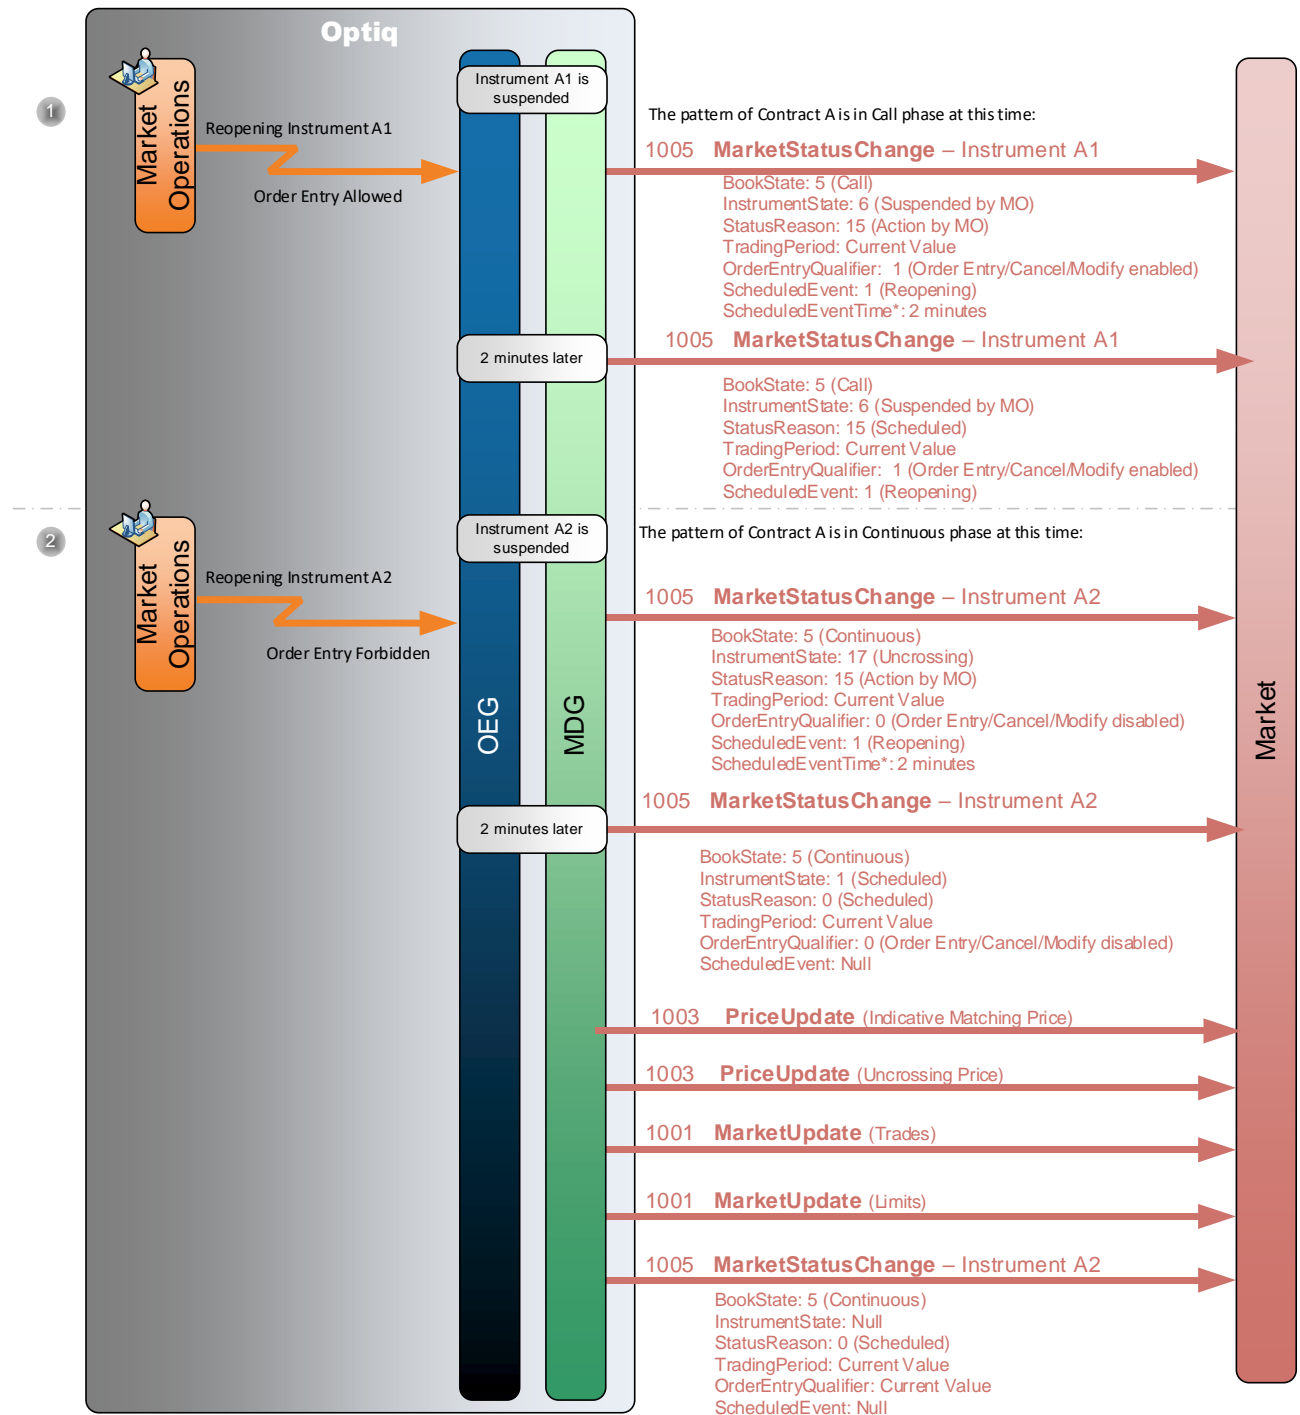 Optiq
Instrument A1 is
suspended
1
Market
Operations
Reopening Instrument A1
Order Entry Allowed
The pattern of Contract A is in Call phase at this time:
1005 MarketStatusChange – Instrument A1
BookState: 5 (Call)
InstrumentState: 6 (Suspended by MO)
StatusReason: 15 (Action by MO)
TradingPeriod: Current Value
OrderEntryQualifier: 1 (Order Entry/Cancel/Modify enabled)
ScheduledEvent: 1 (Reopening)
ScheduledEventTime*: 2 minutes
2 minutes later
1005 MarketStatusChange – Instrument A1
BookState: 5 (Call)
InstrumentState: 6 (Suspended by MO)
StatusReason: 15 (Scheduled)
TradingPeriod: Current Value
OrderEntryQualifier: 1 (Order Entry/Cancel/Modify enabled)
ScheduledEvent: 1 (Reopening)
2
Market
Operations
Instrument A2 is
suspended
Reopening Instrument A2
Order Entry Forbidden
The pattern of Contract A is in Continuous phase at this time:
1005 MarketStatusChange – Instrument A2
BookState: 5 (Continuous)
InstrumentState: 17 (Uncrossing)
StatusReason: 15 (Action by MO)
TradingPeriod: Current Value
OrderEntryQualifier: 0 (Order Entry/Cancel/Modify disabled)
ScheduledEvent: 1 (Reopening)
ScheduledEventTime*: 2 minutes
OEG
MDG
Market
2 minutes later
1005 MarketStatusChange – Instrument A2
BookState: 5 (Continuous)
InstrumentState: 1 (Scheduled)
StatusReason: 0 (Scheduled)
TradingPeriod: Current Value
OrderEntryQualifier: 0 (Order Entry/Cancel/Modify disabled)
ScheduledEvent: Null
1003 PriceUpdate (Indicative Matching Price)
1003 PriceUpdate (Uncrossing Price)
1001 MarketUpdate (Trades)
1001 MarketUpdate (Limits)
1005 MarketStatusChange – Instrument A2
BookState: 5 (Continuous)
InstrumentState: Null
StatusReason: 0 (Scheduled)
TradingPeriod: Current Value
OrderEntryQualifier: Current Value
ScheduledEvent: Null